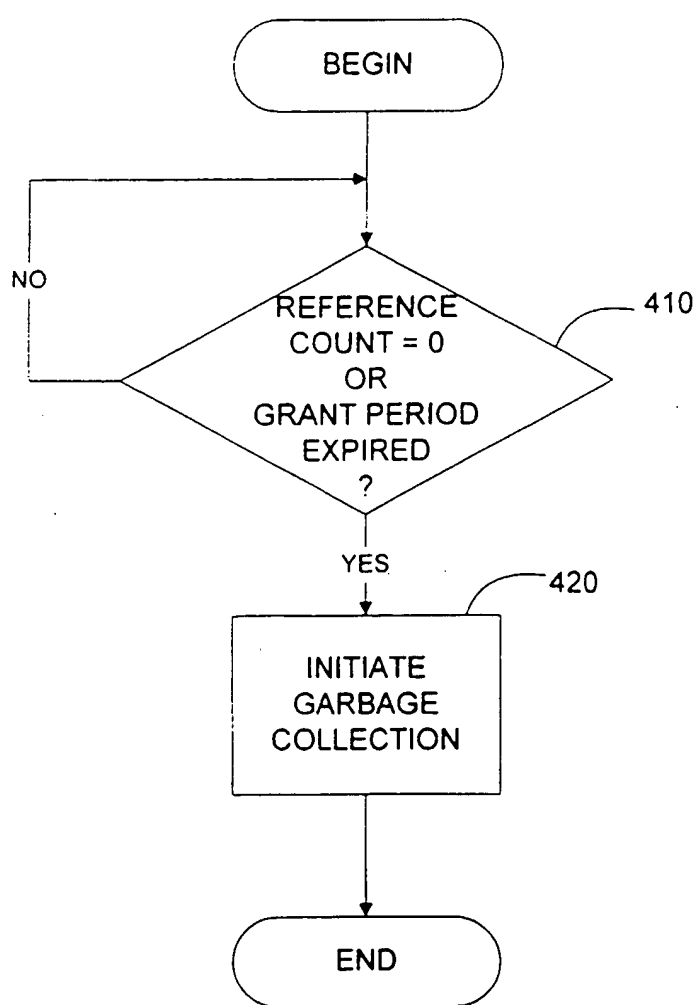 BEGIN
NO
REFERENCE
COUNT = 0
OR
GRANT PERIOD
EXPIRED
?
410
YES
420
INITIATE
GARBAGE
COLLECTION
END